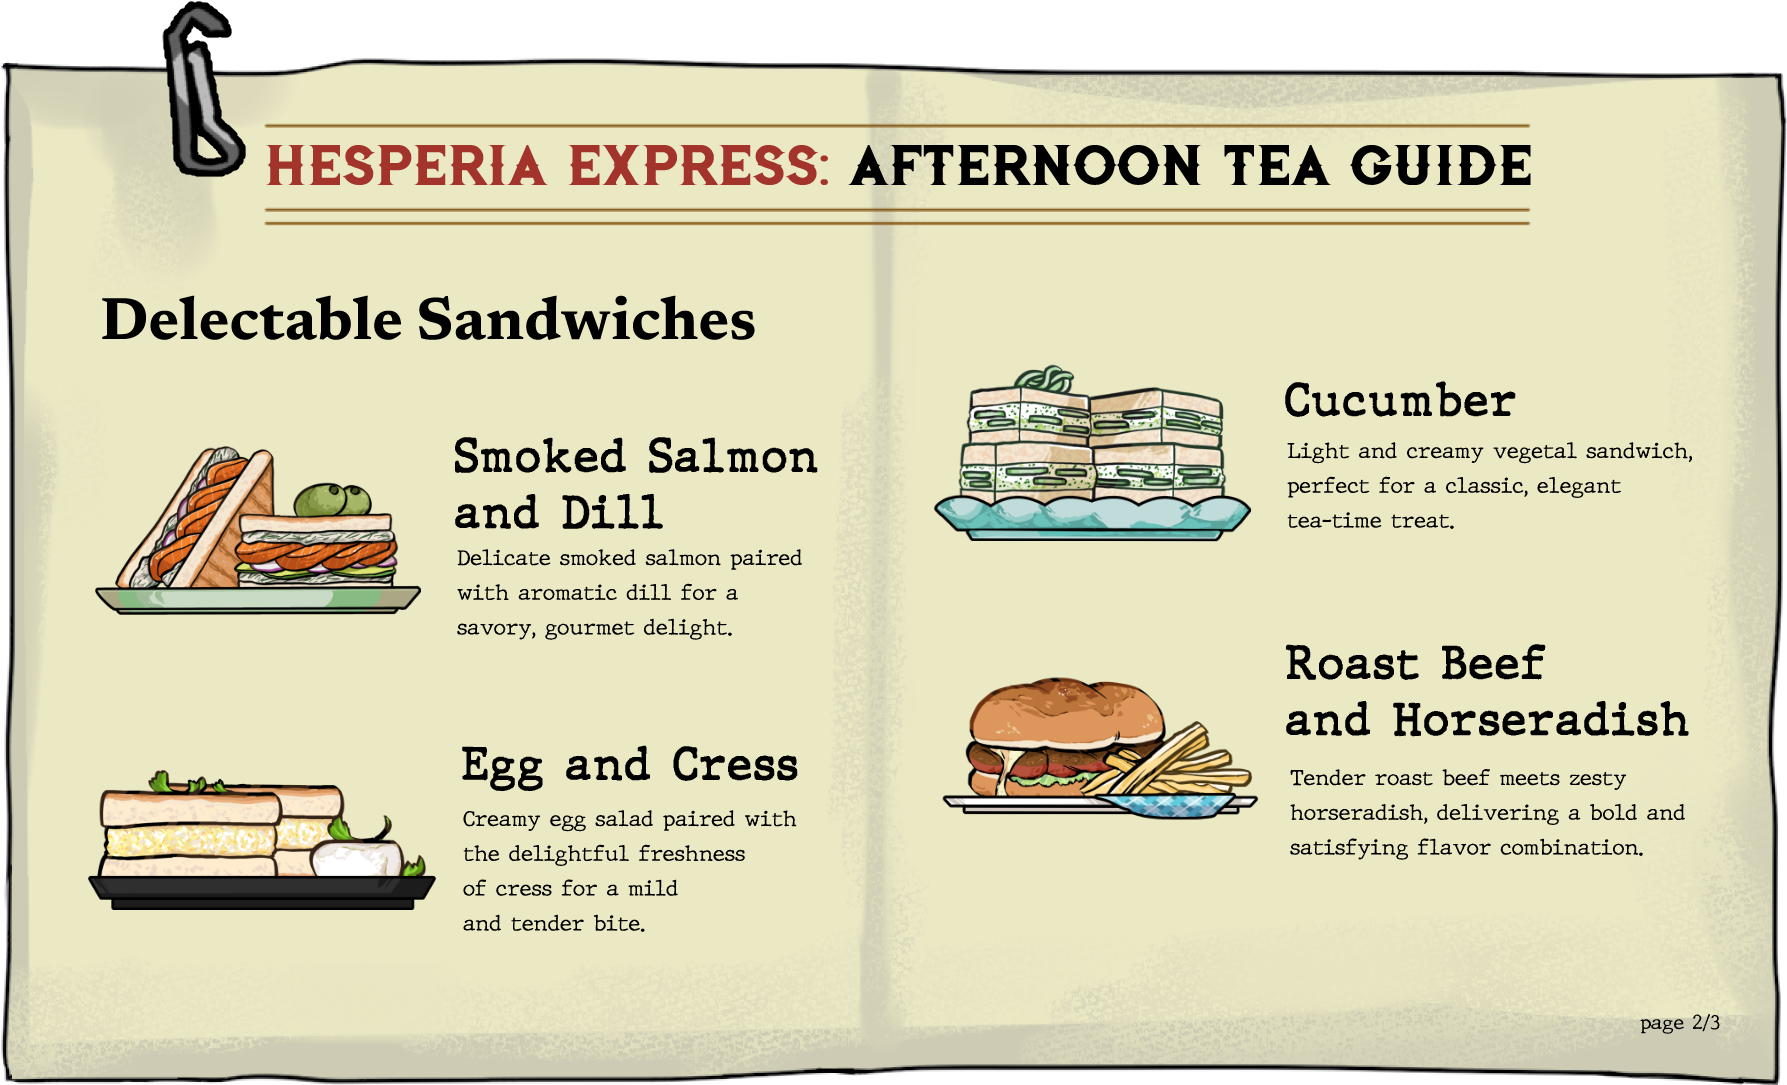 HESPERIA EXPRESS: AFTERNOON TEA GUIDE
Delectable Sandwiches
Smoked Salmon
and Dill
Delicate smoked salmon paired
with aromatic dill for a
savory, gourmet delight.
Egg and Cress
Creamy egg salad paired with
the delightful freshness
of cress for a mild
and tender bite.
Cucumber
Light and creamy vegetal sandwich,
perfect for a classic, elegant
tea-time treat.
Roast Beef
and Horseradish
Tender roast beef meets zesty
horseradish, delivering a bold and
satisfying flavor combination.
page 2/3